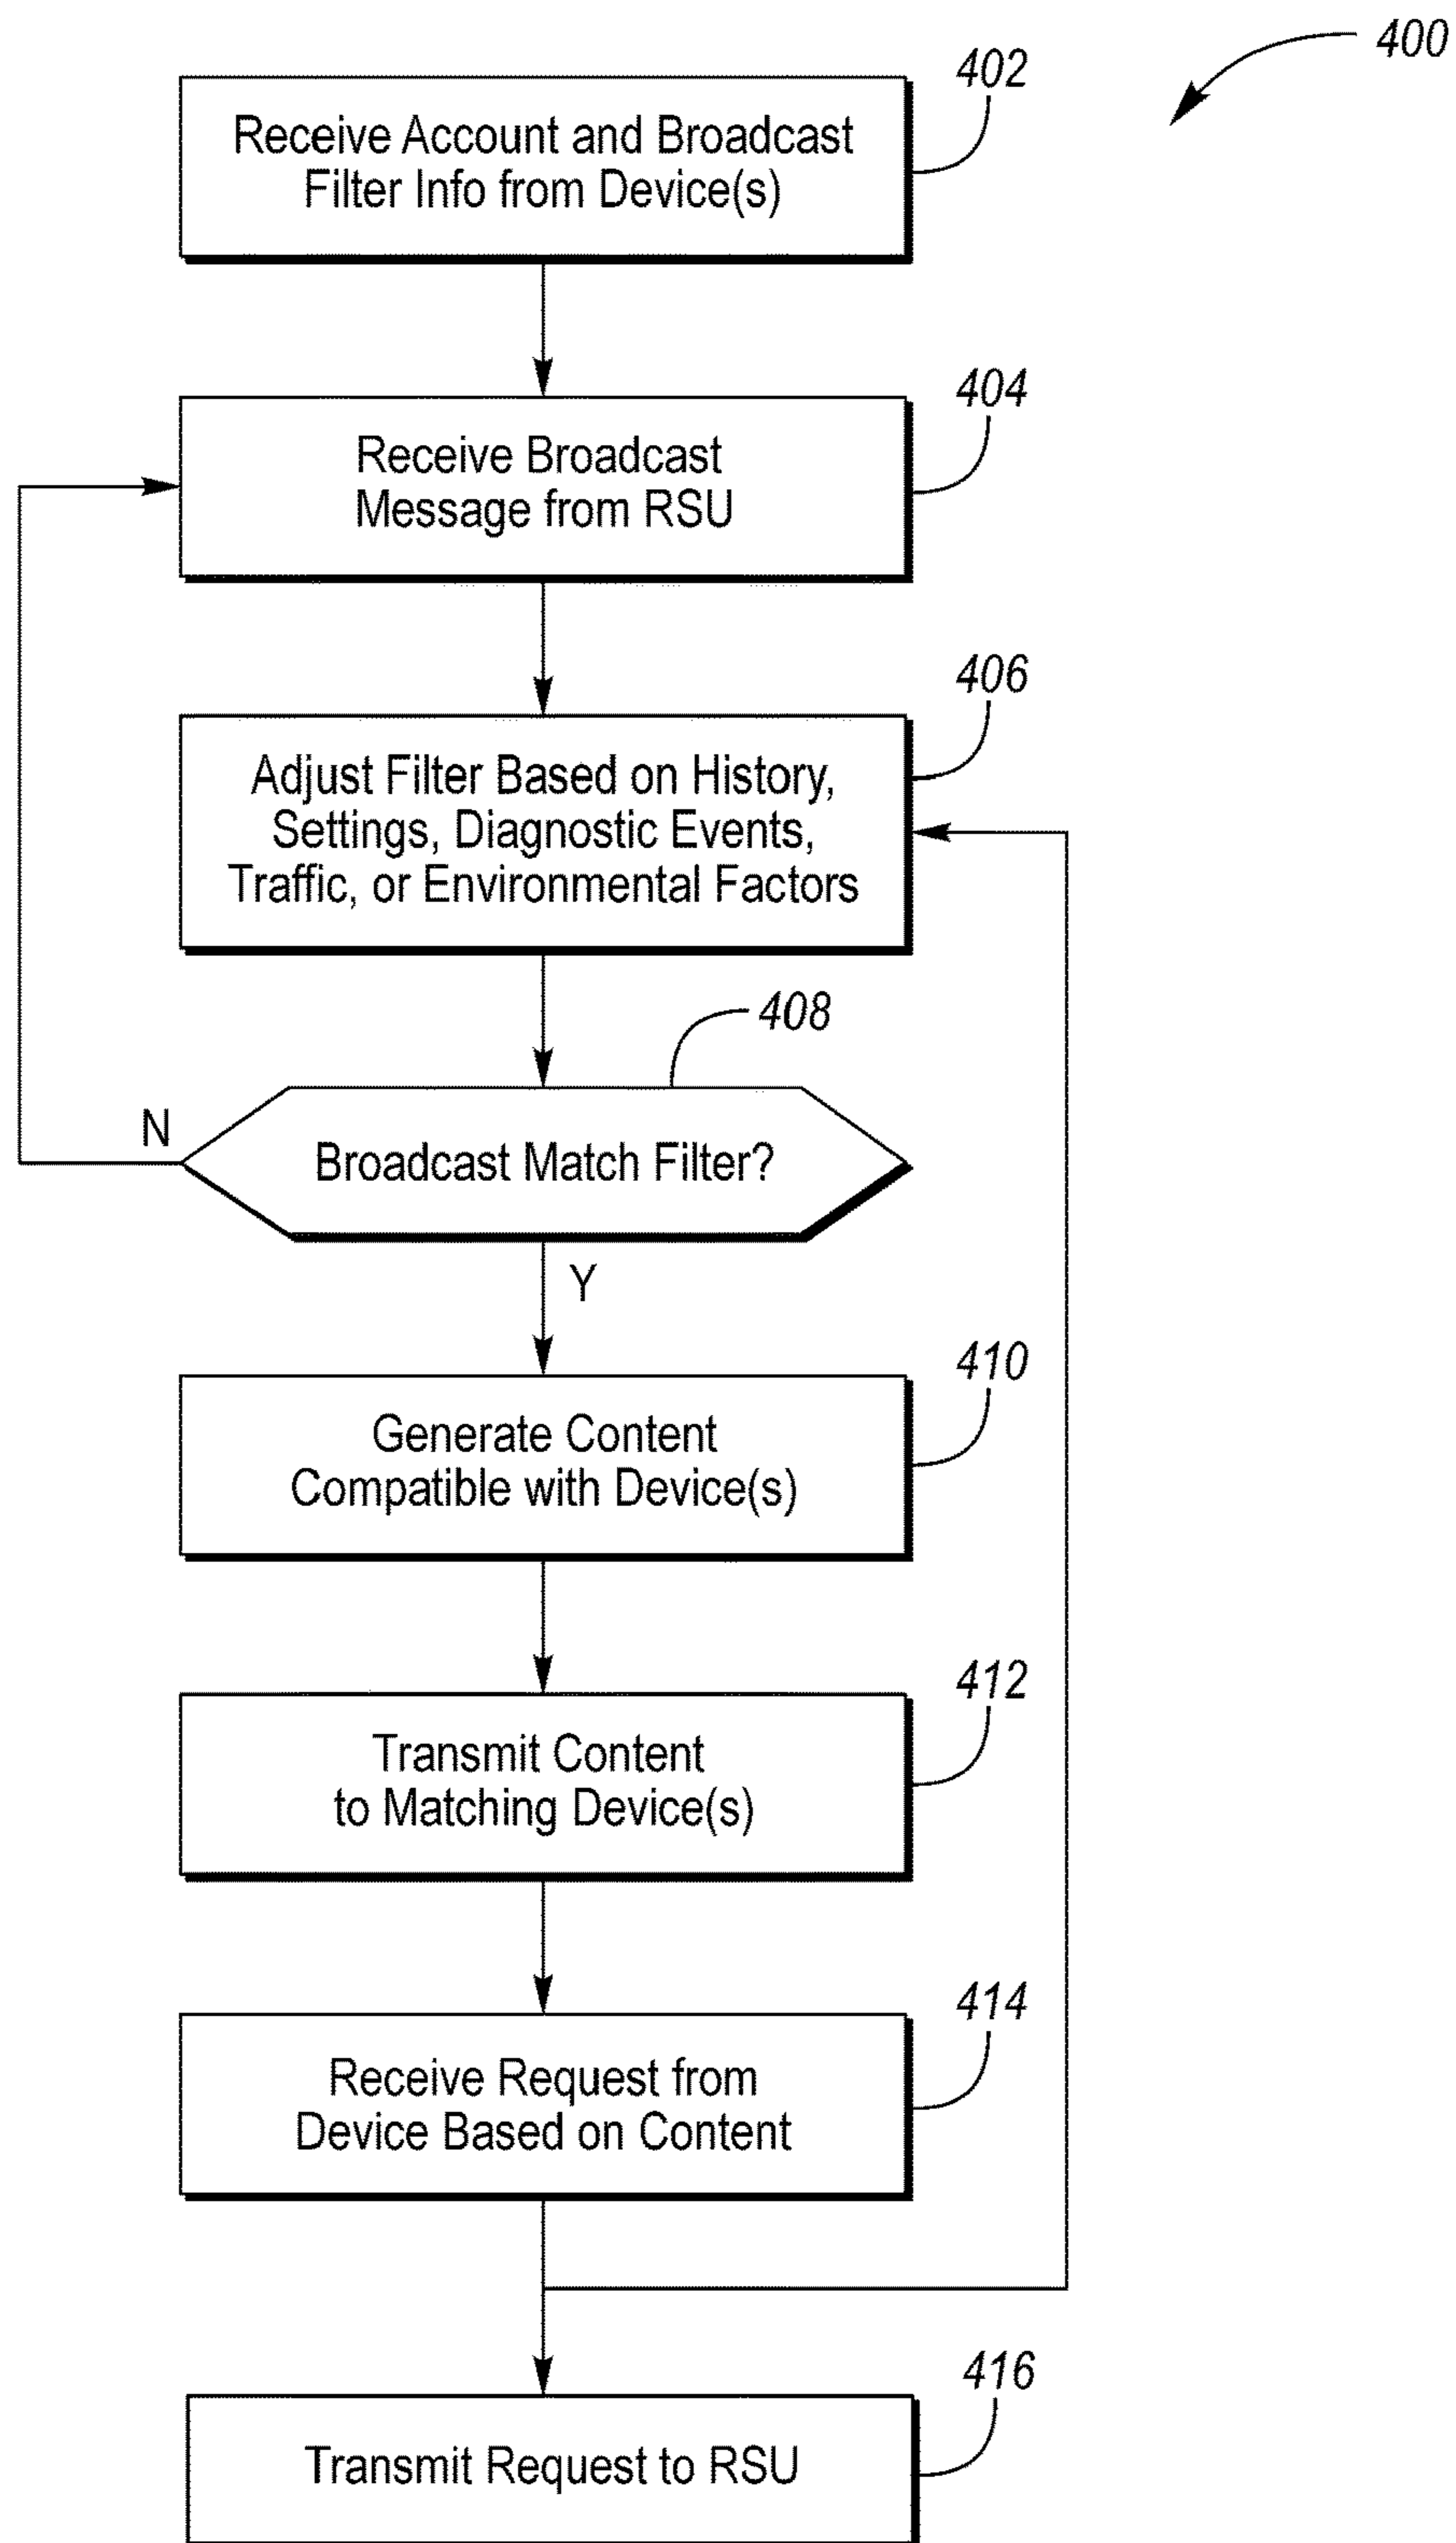 400
402
Receive Account and Broadcast
Filter Info from Device(s)
404
Receive Broadcast
Message from RSU
406
Adjust Filter Based on History,
Settings, Diagnostic Events,
Traffic, or Environmental Factors
408
N
Broadcast Match Filter?
Y
410
Generate Content
Compatible with Device(s)
412
Transmit Content
to Matching Device(s)
414
Receive Request from
Device Based on Content
416
Transmit Request to RSU